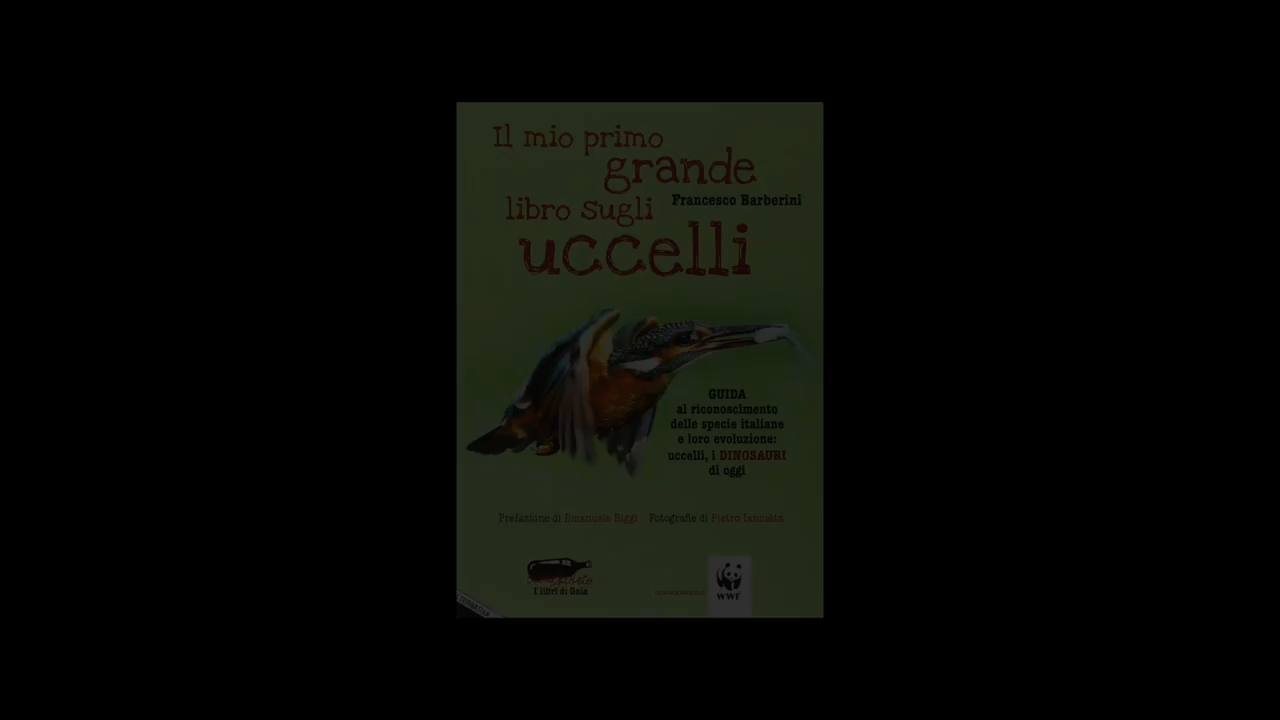 Il mio primo
grande
Francesco Barberini
libro sugli
uccelli
GUIDA
al riconoscimento
delle specie italiane
e loro evoluzione:
uccelli, i DINOSAURI
di oggi
Prefazione di Emanuele Biggi Fotografie di Pietro Iannetta
I libri di Gaia
WWF